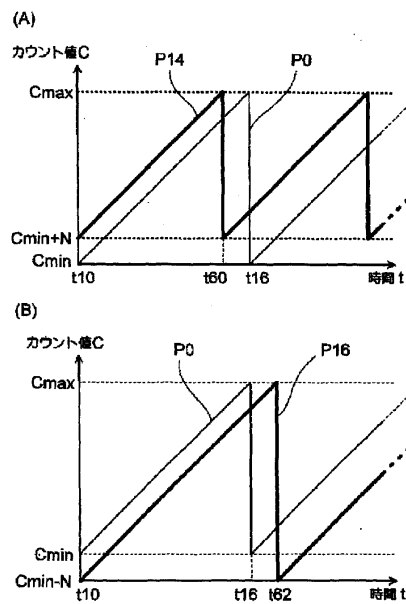 (A)
カウント値C
P14
P0
Cmax
Cmin+N
Cmin
t10
t60
t16
時間 t
(B)
カウント値C
P0
P16
Cmax
Cmin
Cmin-N
t10
t16
t62
時間 t